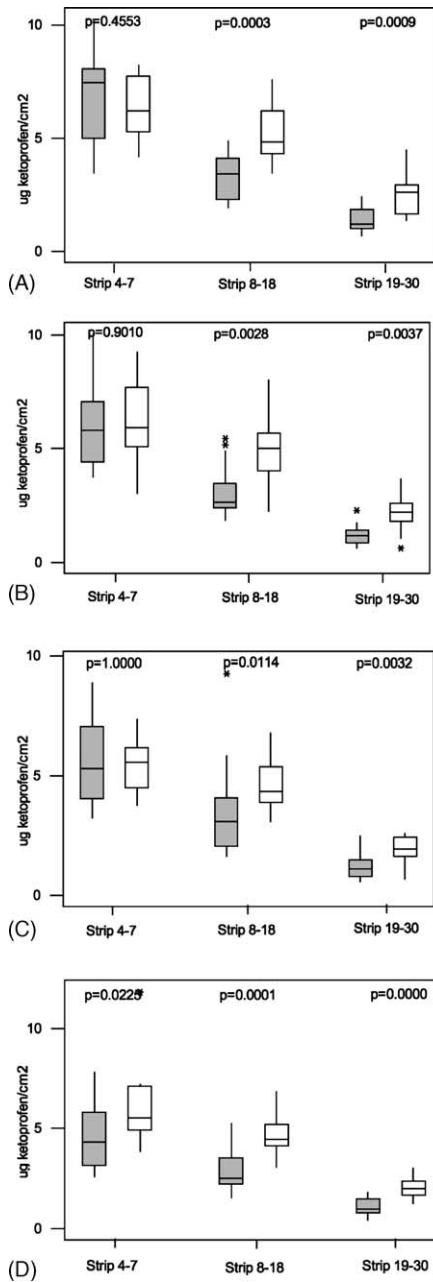 p=0.4553 p=0.0003 p=0.0009
10
5
0
ug ketoprofen/cm2
Strip 4-7 Strip 8-18 Strip 19-30
(A)
p=0.9010 p=0.0028 p=0.0037
10
5
0
ug ketoprofen/cm2
Strip 4-7 Strip 8-18 Strip 19-30
(B)
p=1.0000 p=0.0114 p=0.0032
10
5
0
ug ketoprofen/cm2
Strip 4-7 Strip 8-18 Strip 19-30
(C)
p=0.0225 p=0.0001 p=0.0000
10
5
0
ug ketoprofen/cm2
Strip 4-7 Strip 8-18 Strip 19-30
(D)